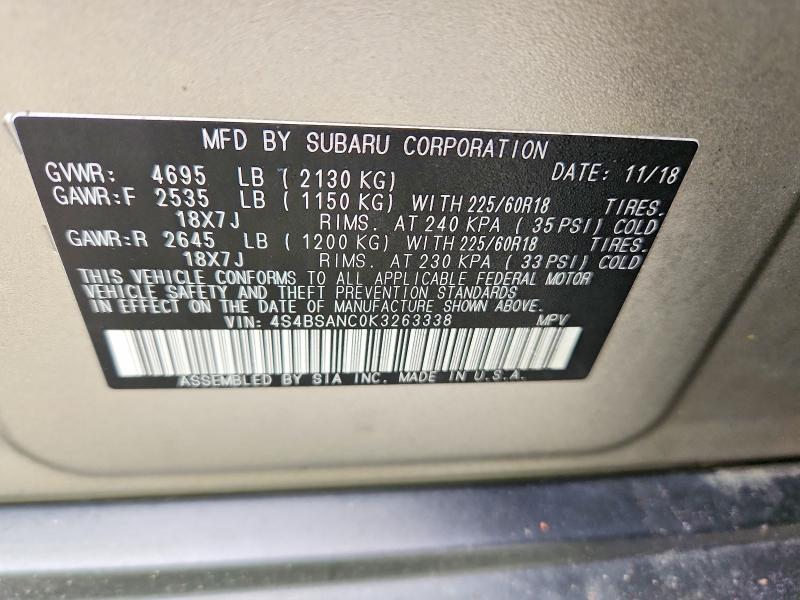 MFD BY SUBARU CORPORATION
GVWR: 4695 LB ( 2130 KG) DATE: 11/18
GAWR:F 2535 LB ( 1150 KG) WITH 225/60R18 TIRES.
18X7J RIMS. AT 240 KPA ( 35 PSI) COLD
GAWR:R 2645 LB ( 1200 KG) WITH 225/60R18 TIRES.
18X7J RIMS. AT 230 KPA ( 33 PSI) COLD
THIS VEHICLE CONFORMS TO ALL APPLICABLE FEDERAL MOTOR
VEHICLE SAFETY AND THEFT PREVENTION STANDARDS
IN EFFECT ON THE DATE OF MANUFACTURE SHOWN ABOVE.
VIN: 4S4BSANC0K3263338 MPV
ASSEMBLED BY SIA INC. MADE IN U.S.A.